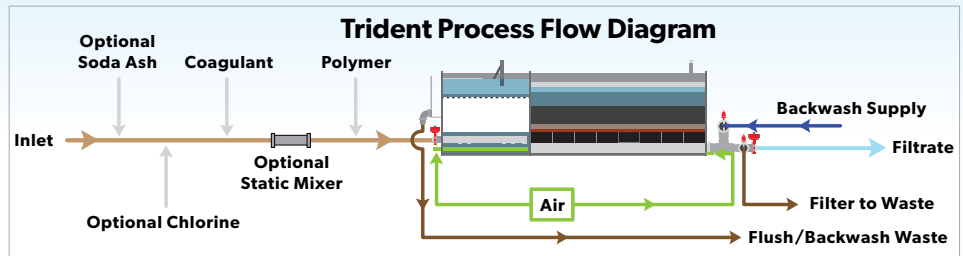 Trident Process Flow Diagram
Optional
Soda Ash
Coagulant
Polymer
Backwash Supply
Inlet
Filtrate
Optional
Static Mixer
Optional Chlorine
Air
Filter to Waste
Flush/Backwash Waste